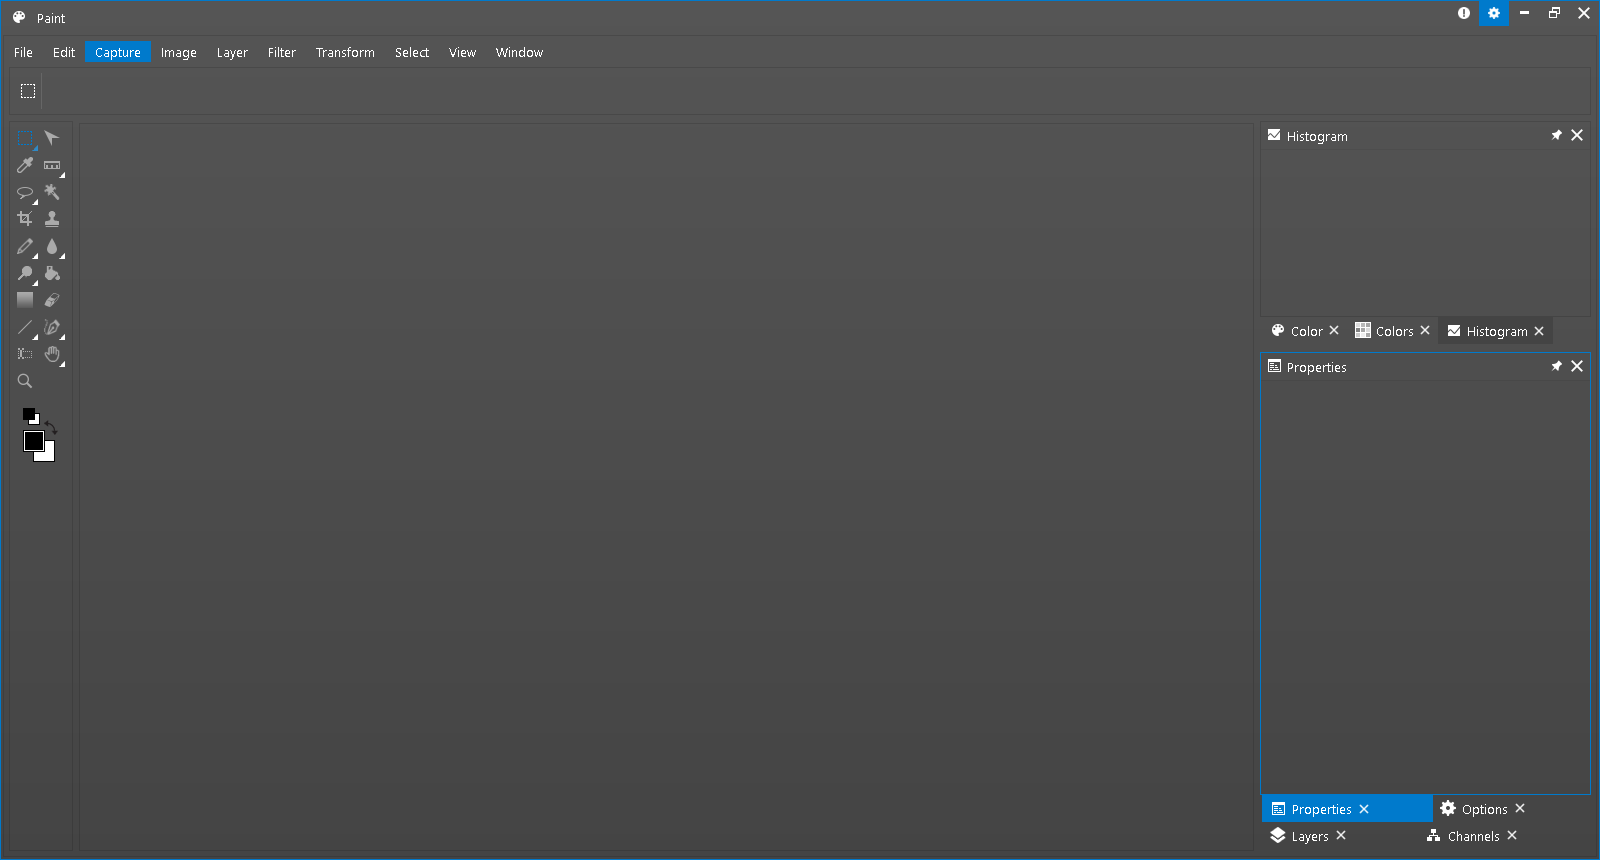 Paint
File Edit Capture Image Layer Filter Transform Select View Window
Histogram
Color Colors Histogram
Properties
Properties Options
Layers Channels